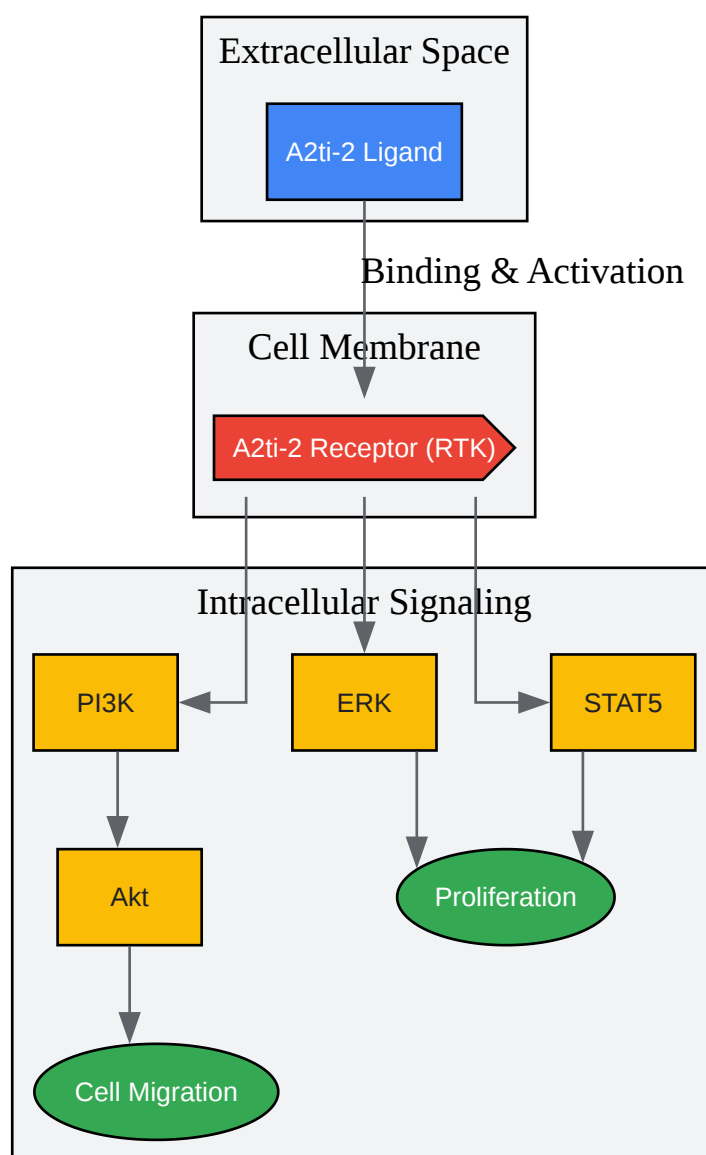 Extracellular Space
A2ti-2 Ligand
Binding & Activation
Cell Membrane
A2ti-2 Receptor (RTK)
Intracellular Signaling
PI3K
ERK
STAT5
Akt
Proliferation
Cell Migration